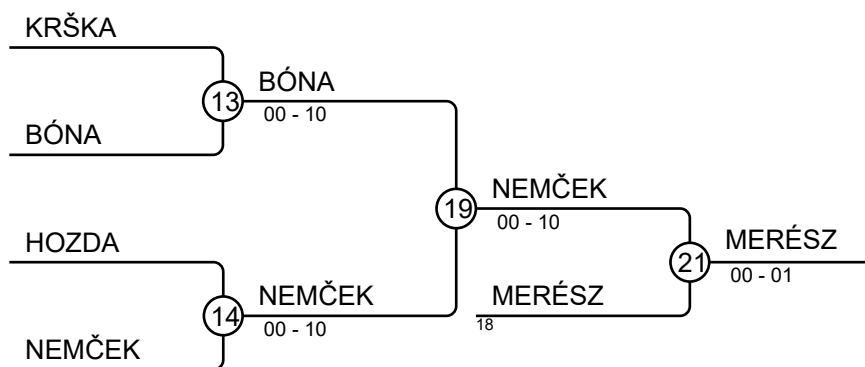 KRŠKA
13
BÓNA
00 - 10
BÓNA
19
NEMČEK
00 - 10
HOZDA
21
MERÉSZ
00 - 01
14
NEMČEK
00 - 10
MERÉSZ
18
NEMČEK